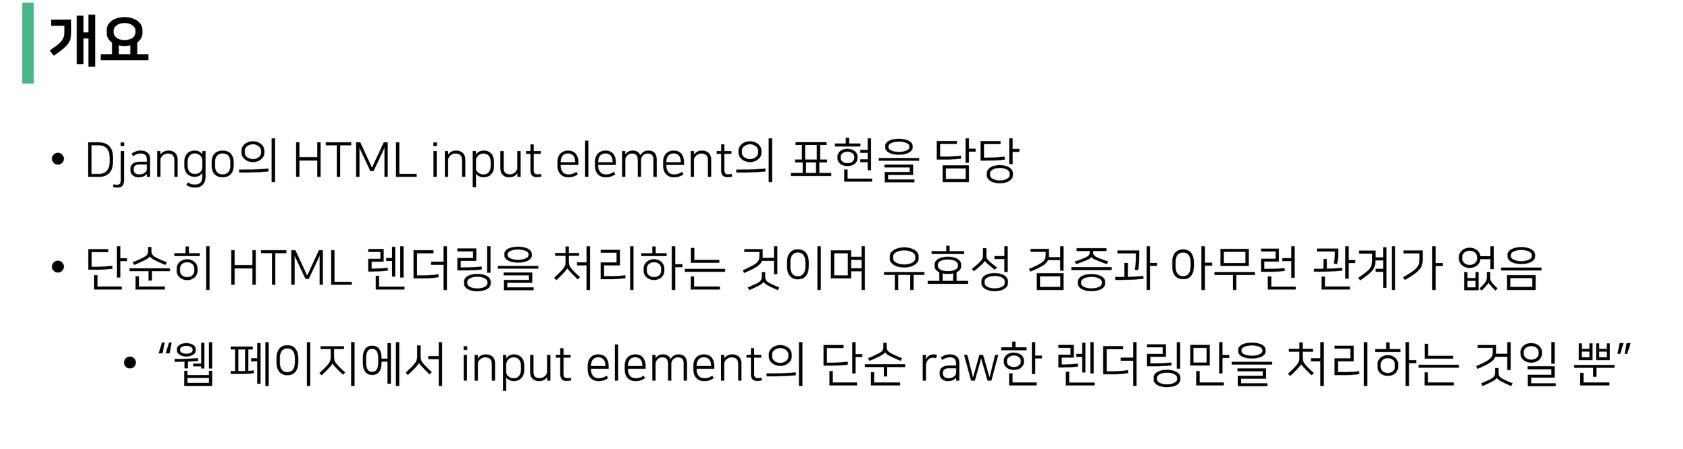 개요
• Django의 HTML input element의 표현을 담당
• 단순히 HTML 렌더링을 처리하는 것이며 유효성 검증과 아무런 관계가 없음
• “웹 페이지에서 input element의 단순 raw한 렌더링만을 처리하는 것일 뿐”